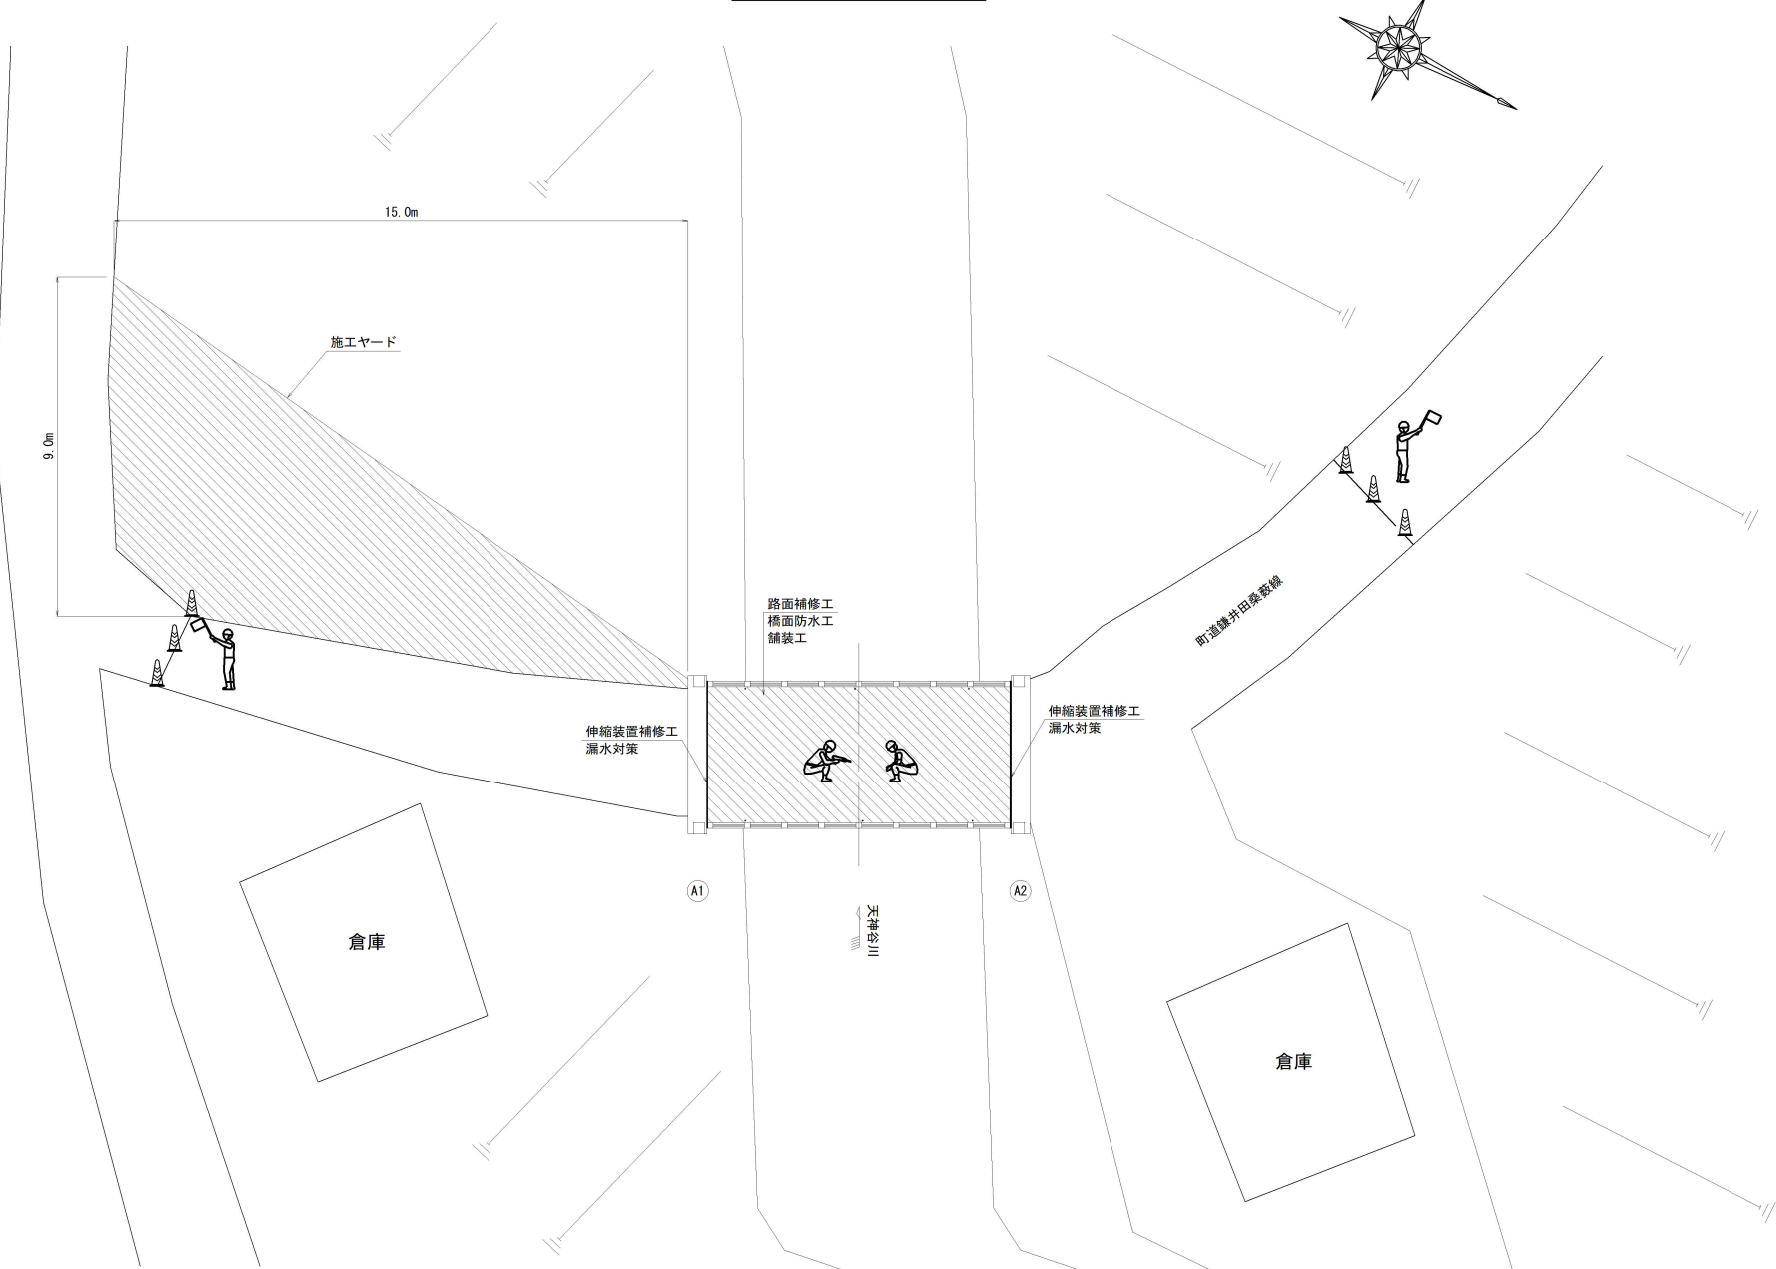 15.0m
施工ヤード
9.0m
路面補修工
橋面防水工
舗装工
町道鎌井田桑薮線
伸縮装置補修工
漏水対策
伸縮装置補修工
漏水対策
A1
A2
天神谷川
倉庫
倉庫